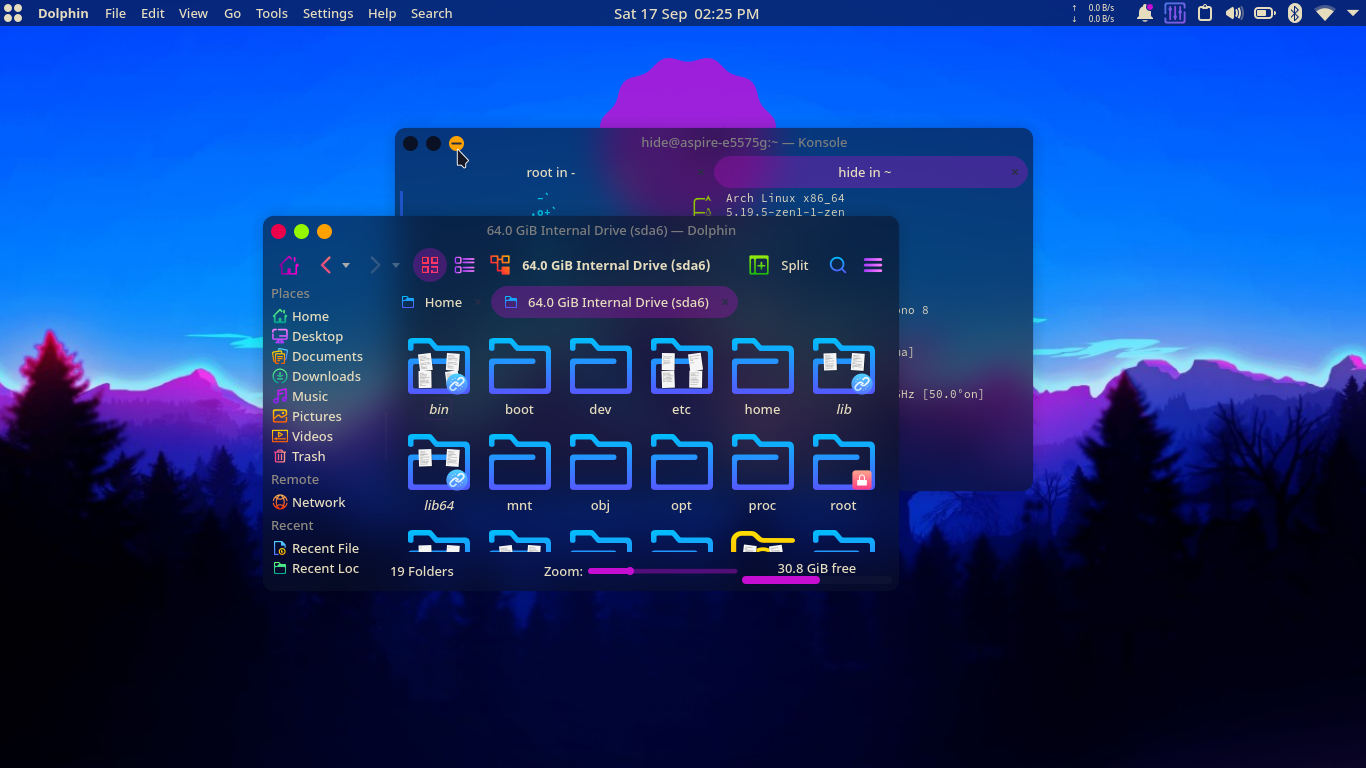 Dolphin File Edit View Go Tools Settings Help Search
Sat 17 Sep 02:25 PM
↑ 0.0 B/s
↓ 0.0 B/s
hide@aspire-e5575g:~ — Konsole
root in - hide in ~
Arch Linux x86_64
5.19.5-zen1-1-zen
ono 8
ua]
GHz [50.0°on]
64.0 GiB Internal Drive (sda6) — Dolphin
64.0 GiB Internal Drive (sda6)
Split
Home
64.0 GiB Internal Drive (sda6)
Places
Home
Desktop
Documents
Downloads
Music
Pictures
Videos
Trash
Remote
Network
Recent
Recent File
Recent Loc
bin boot dev etc home lib
lib64 mnt obj opt proc root
19 Folders
Zoom:
30.8 GiB free